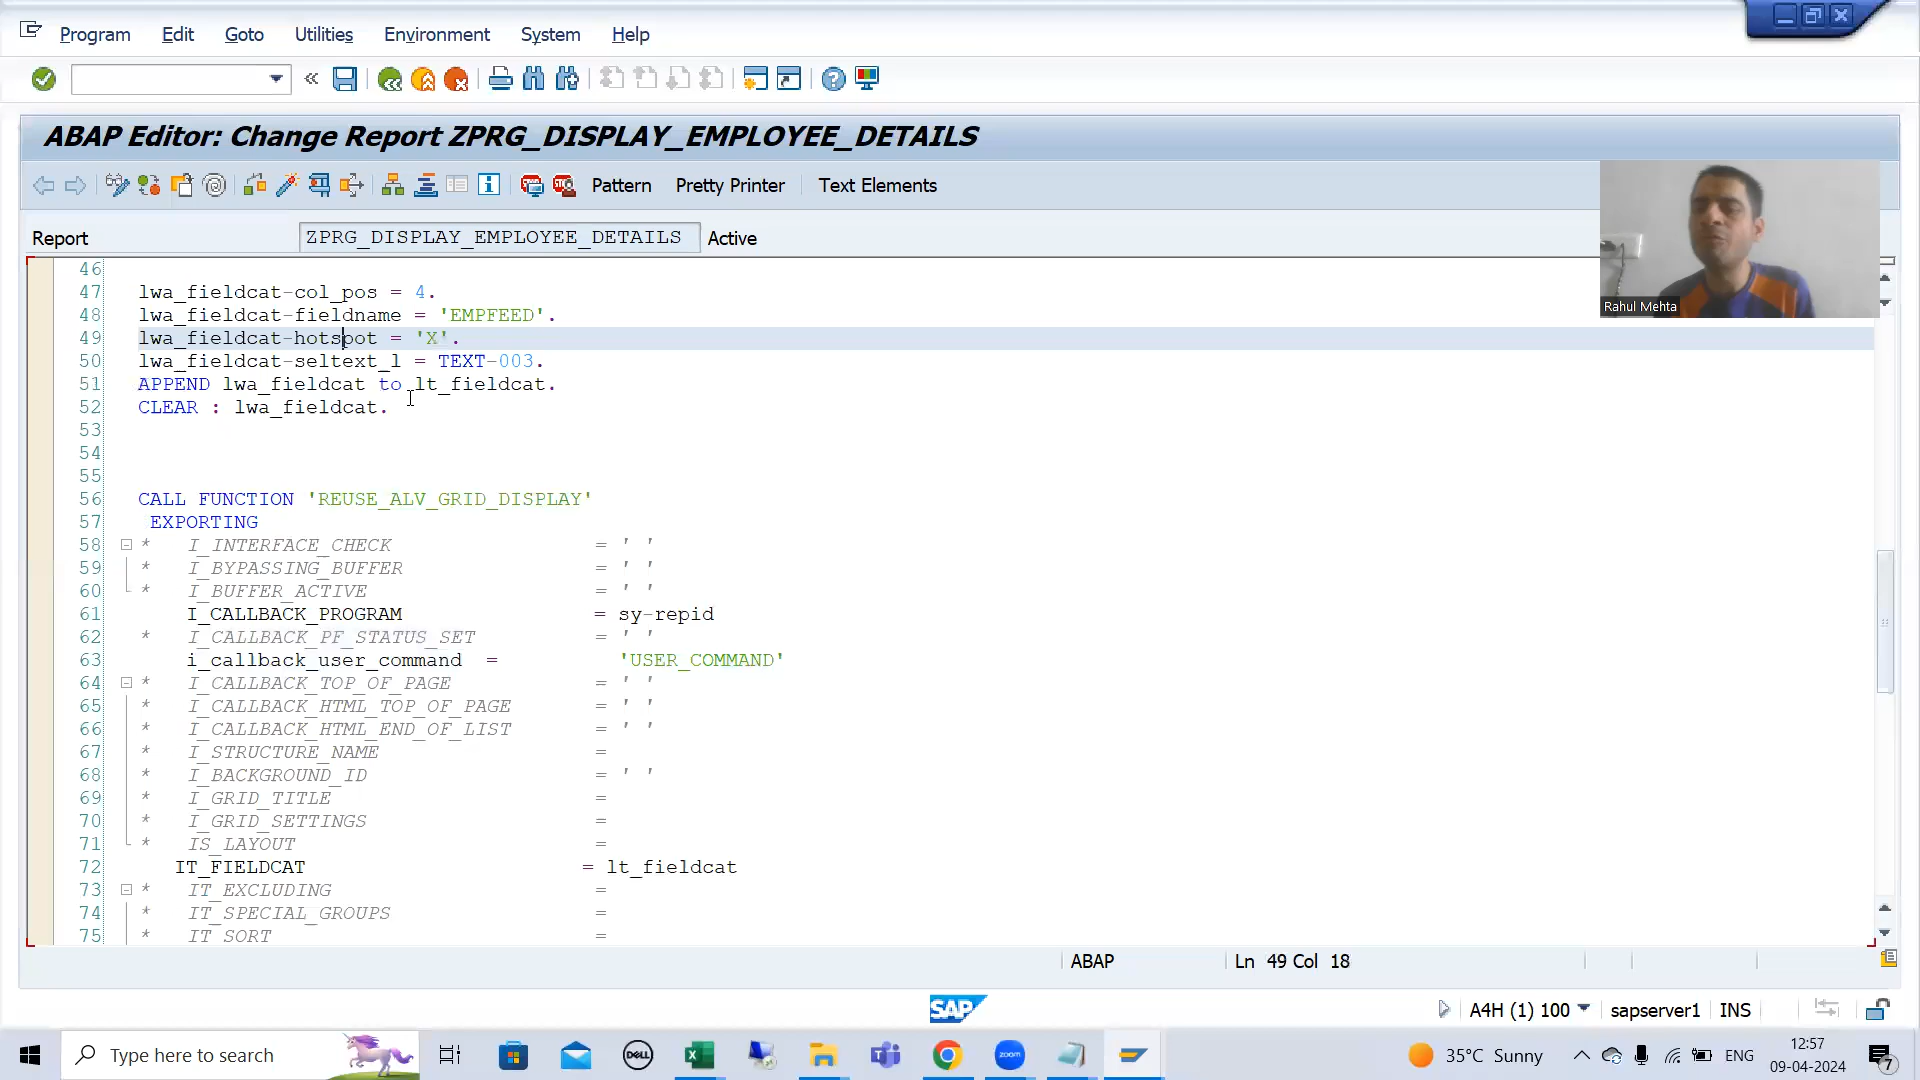 Program Edit Goto Utilities Environment System Help
ABAP Editor: Change Report ZPRG_DISPLAY_EMPLOYEE_DETAILS
Pattern Pretty Printer Text Elements
Report ZPRG_DISPLAY_EMPLOYEE_DETAILS Active
Rahul Mehta
46
47 lwa_fieldcat-col_pos = 4.
48 lwa_fieldcat-fieldname = 'EMPFEED'.
49 lwa_fieldcat-hotspot = 'X'.
50 lwa_fieldcat-seltext_l = TEXT-003.
51 APPEND lwa_fieldcat to lt_fieldcat.
52 CLEAR : lwa_fieldcat.
53
54
55
56 CALL FUNCTION 'REUSE_ALV_GRID_DISPLAY'
57 EXPORTING
58 * I_INTERFACE_CHECK = ' '
59 * I_BYPASSING_BUFFER = ' '
60 * I_BUFFER_ACTIVE = ' '
61 I_CALLBACK_PROGRAM = sy-repid
62 * I_CALLBACK_PF_STATUS_SET = ' '
63 i_callback_user_command = 'USER_COMMAND'
64 * I_CALLBACK_TOP_OF_PAGE = ' '
65 * I_CALLBACK_HTML_TOP_OF_PAGE = ' '
66 * I_CALLBACK_HTML_END_OF_LIST = ' '
67 * I_STRUCTURE_NAME =
68 * I_BACKGROUND_ID = ' '
69 * I_GRID_TITLE =
70 * I_GRID_SETTINGS =
71 * IS_LAYOUT =
72 IT_FIELDCAT = lt_fieldcat
73 * IT_EXCLUDING =
74 * IT_SPECIAL_GROUPS =
75 * IT_SORT =
ABAP Ln 49 Col 18
SAP A4H (1) 100 sapserver1 INS
Type here to search DELL zoom 35°C Sunny ENG 12:57
09-04-2024 7